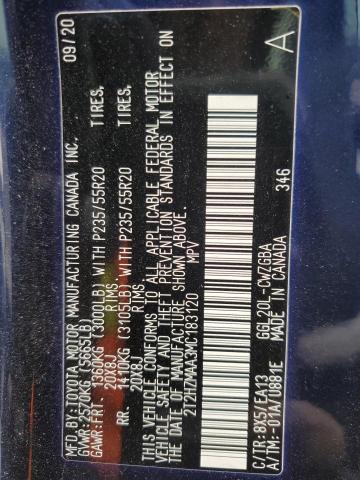 MFD. BY: TOYOTA MOTOR MANUFACTURING CANADA INC. 09/20
GVWR:2570KG(5665LB)
GAWR:FRT. 1360KG(3000LB) WITH P235/55R20 TIRES,
20X8J RIMS,
RR. 1410KG (3105LB) WITH P235/55R20 TIRES,
20X8J RIMS,
THIS VEHICLE CONFORMS TO ALL APPLICABLE FEDERAL MOTOR
VEHICLE SAFETY AND THEFT PREVENTION STANDARDS IN EFFECT ON
THE DATE OF MANUFACTURE SHOWN ABOVE.
2T2HZMAA3MC183120 MPV
A
346
C/TR:8X5/EA13 GGL20L-CWZGBA
A/TM:-01A/U881E MADE IN CANADA